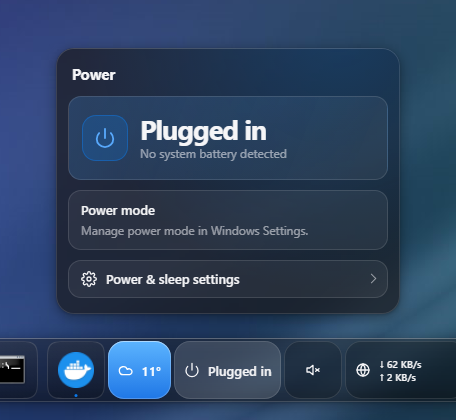 Power
Plugged in
No system battery detected
Power mode
Manage power mode in Windows Settings.
Power & sleep settings
11°
Plugged in
↓ 62 KB/s
↑ 2 KB/s